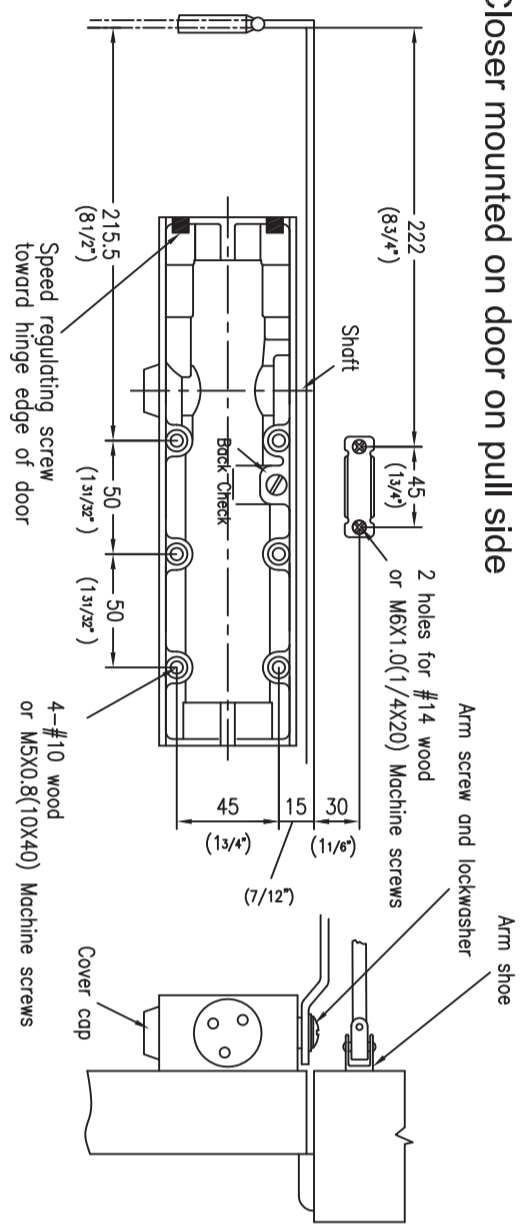 Closer mounted on door on pull side
222
(8 3/4")
Shaft
45
(1 3/4")
2 holes for #14 wood
or M6X1.0(1/4X20) Machine screws
Arm screw and lockwasher
Arm shoe
Back Check
215.5
(8 1/2")
50
(1 31/32")
50
(1 31/32")
Speed regulating screw
toward hinge edge of door
4-#10 wood
or M5X0.8(10X40) Machine screws
45
(1 3/4")
15
(7/12")
30
(1 1/6")
Cover cap